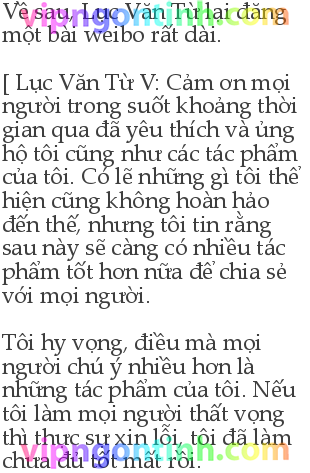 Về sau, Lục Văn Từ lại đăng
một bài weibo rất dài.
[ Lục Văn Từ V: Cảm ơn mọi
người trong suốt khoảng thời
gian qua đã yêu thích và ủng
hộ tôi cũng như các tác phẩm
của tôi. Có lẽ những gì tôi thể
hiện cũng không hoàn hảo
đến thế, nhưng tôi tin rằng
sau này sẽ càng có nhiều tác
phẩm tốt hơn nữa để chia sẻ
với mọi người.
Tôi hy vọng, điều mà mọi
người chú ý nhiều hơn là
những tác phẩm của tôi. Nếu
tôi làm mọi người thất vọng
thì thực sự xin lỗi, tôi đã làm
chưa đủ tốt mất rồi.
vipngontinh.com
vipngontinh.com